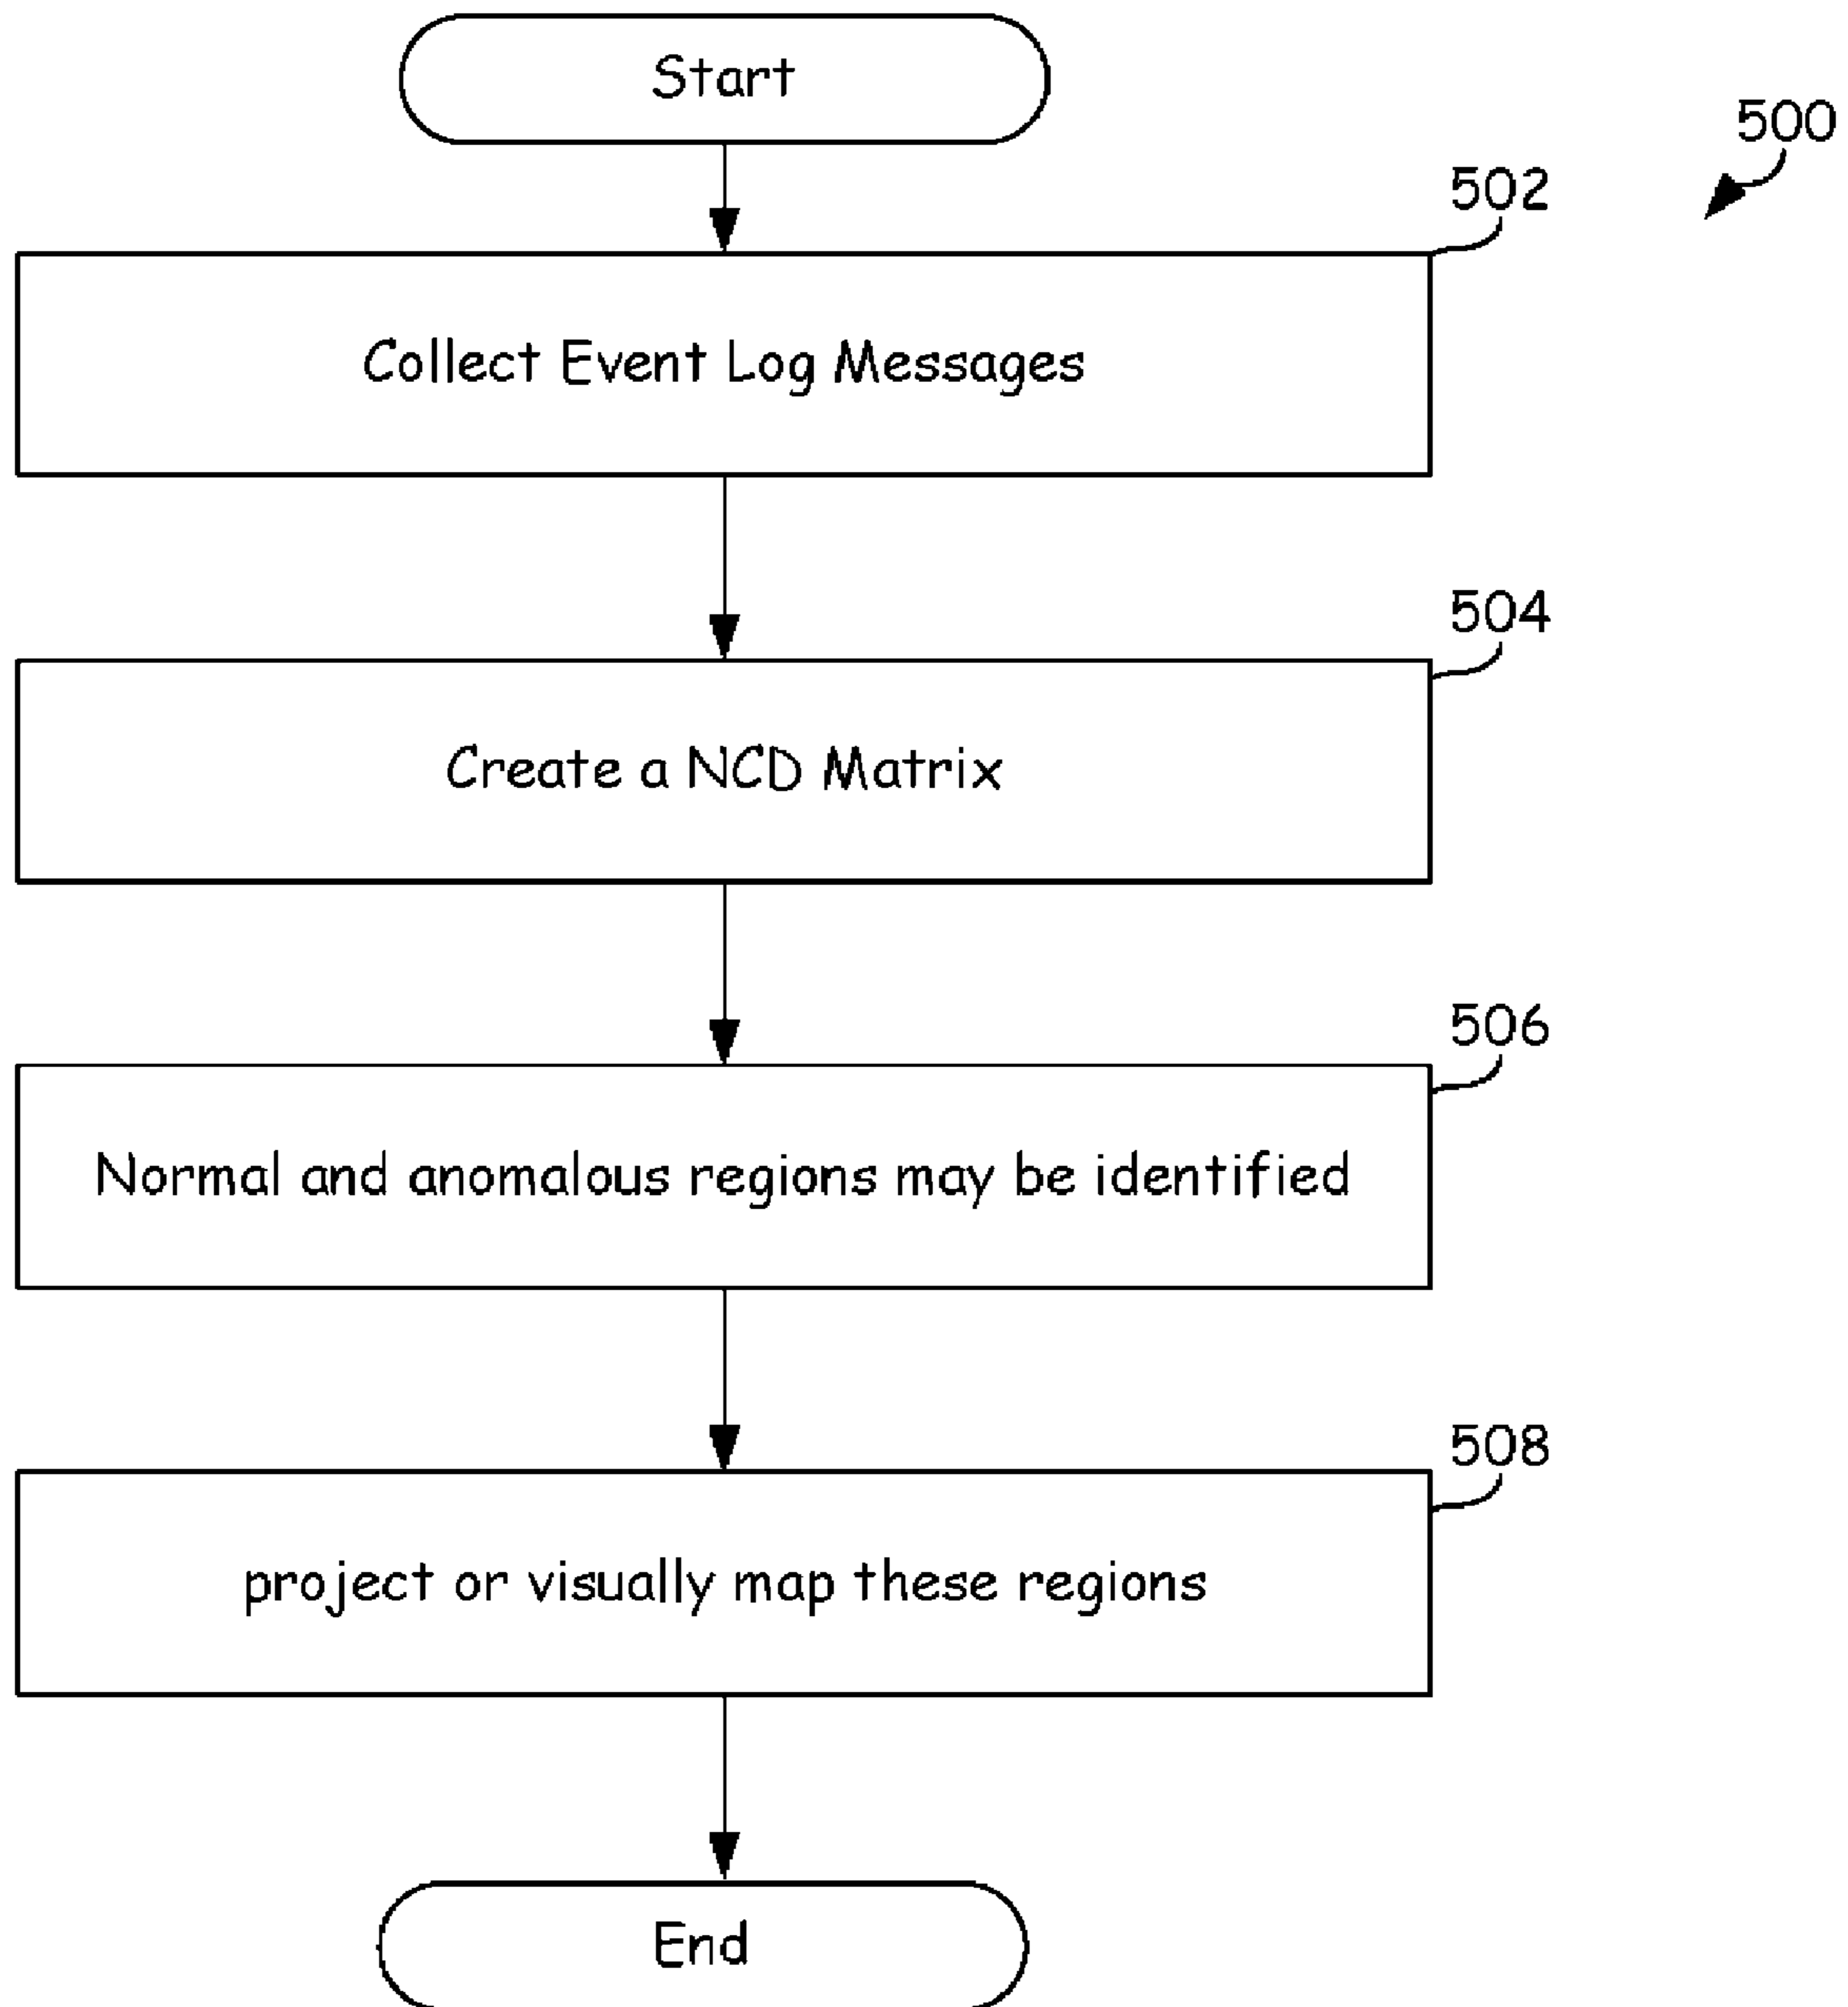 Start
500
502
Collect Event Log Messages
504
Create a NCD Matrix
506
Normal and anomalous regions may be identified
508
project or visually map these regions
End